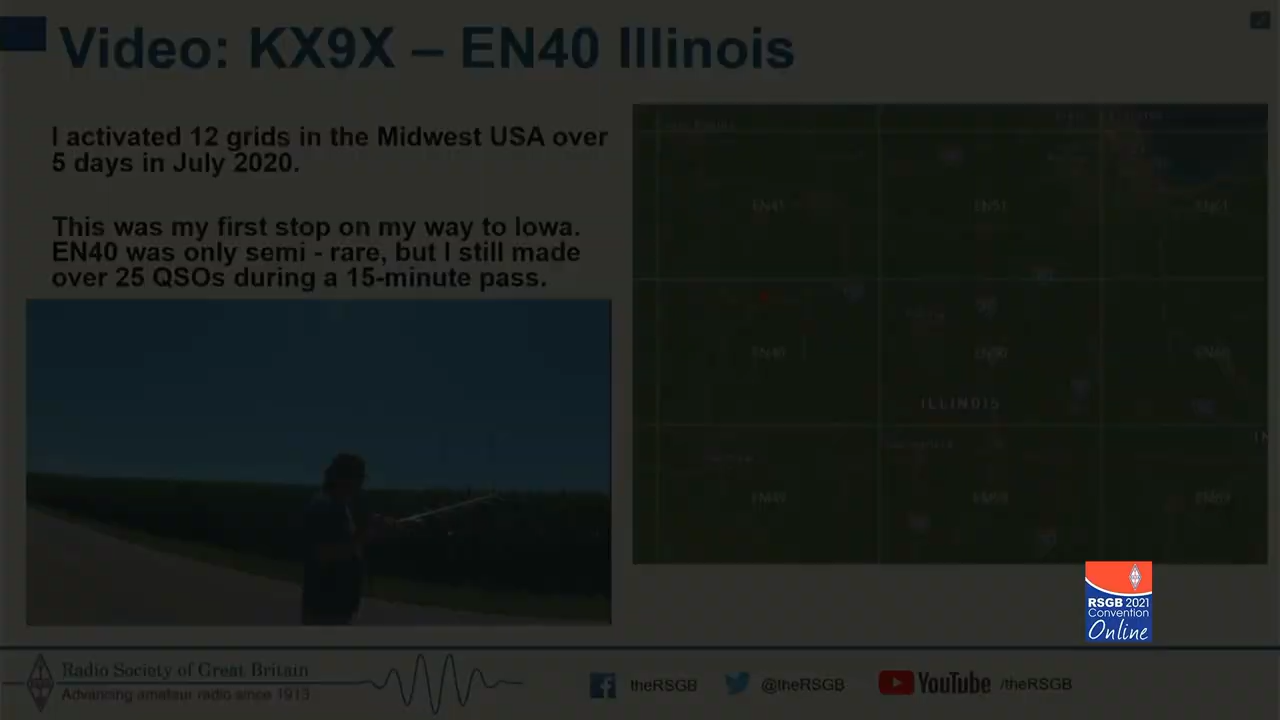 Video: KX9X – EN40 Illinois
I activated 12 grids in the Midwest USA over
5 days in July 2020.
This was my first stop on my way to Iowa.
EN40 was only semi - rare, but I still made
over 25 QSOs during a 15-minute pass.
EN41 EN51 EN61
EN40 EN50 EN60
ILLINOIS
RSGB 2021
Convention
Online
Radio Society of Great Britain
Advancing amateur radio since 1913
theRSGB
@theRSGB
YouTube /theRSGB